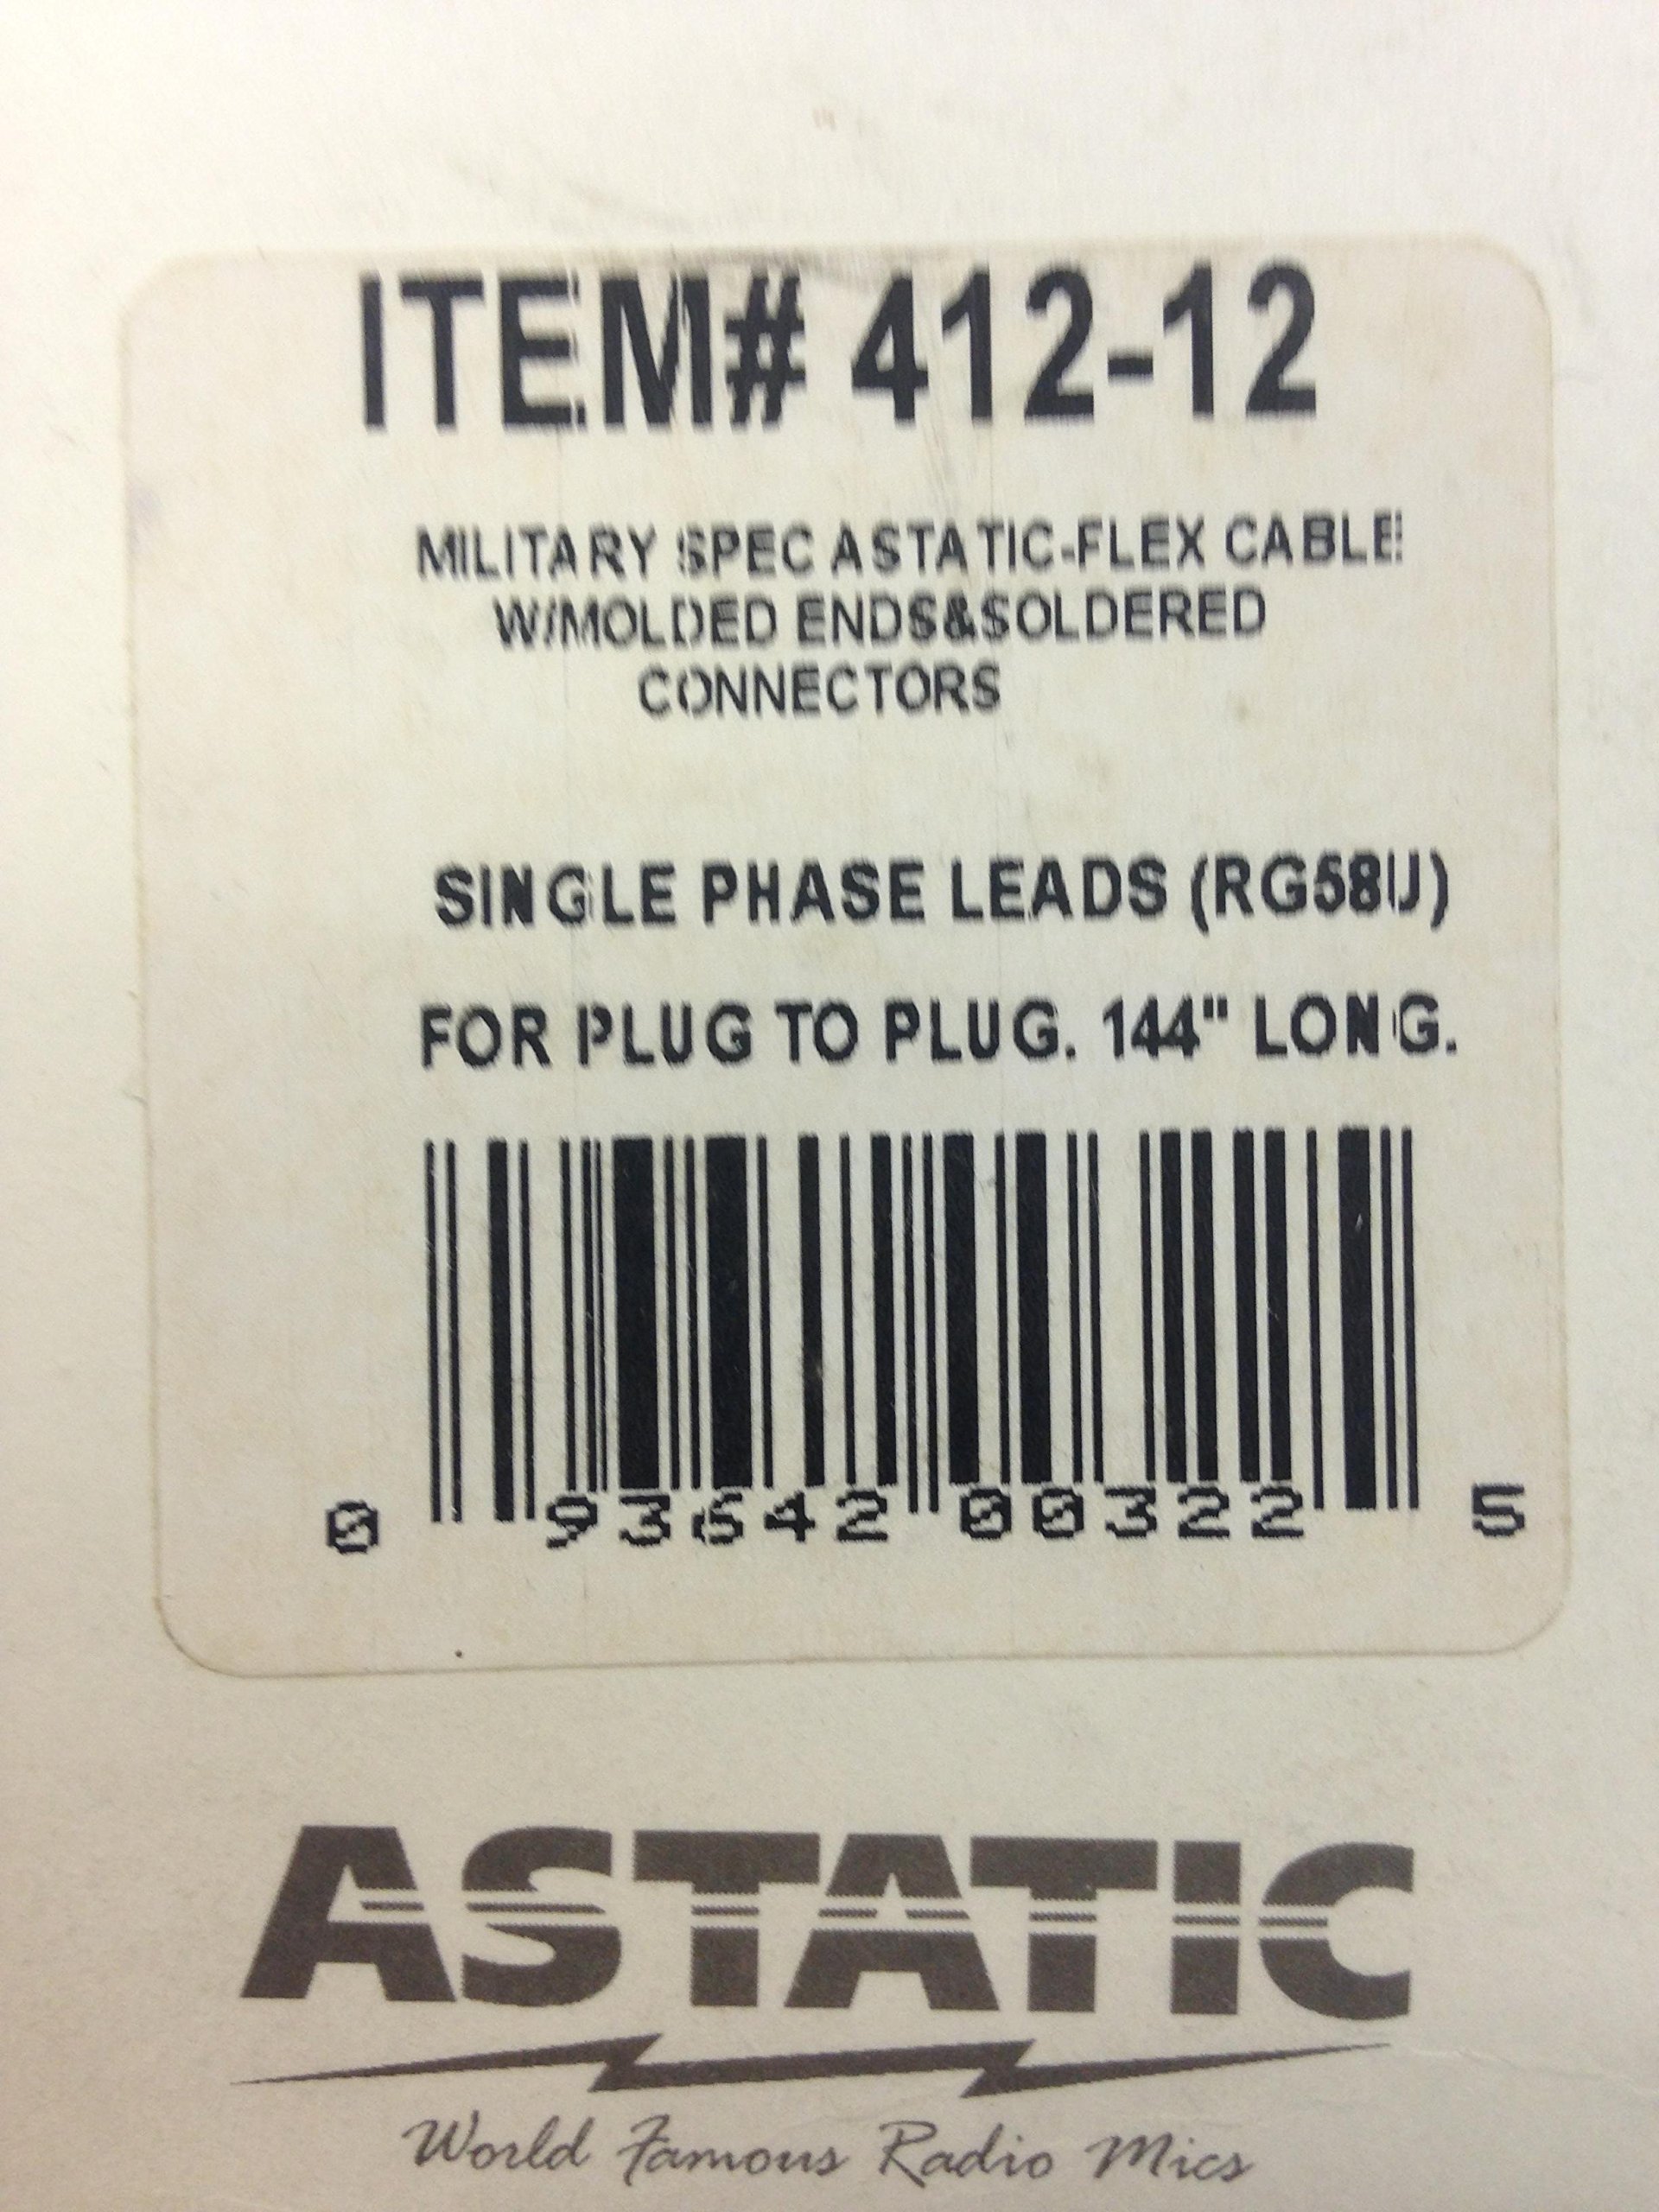 ITEM# 412-12
MILITARY SPEC ASTATIC-FLEX CABLE
W/MOLDED ENDS&SOLDERED
CONNECTORS
SINGLE PHASE LEADS (RG58U)
FOR PLUG TO PLUG. 144" LONG.
0 93642 00322 5
ASTATIC
World Famous Radio Mics